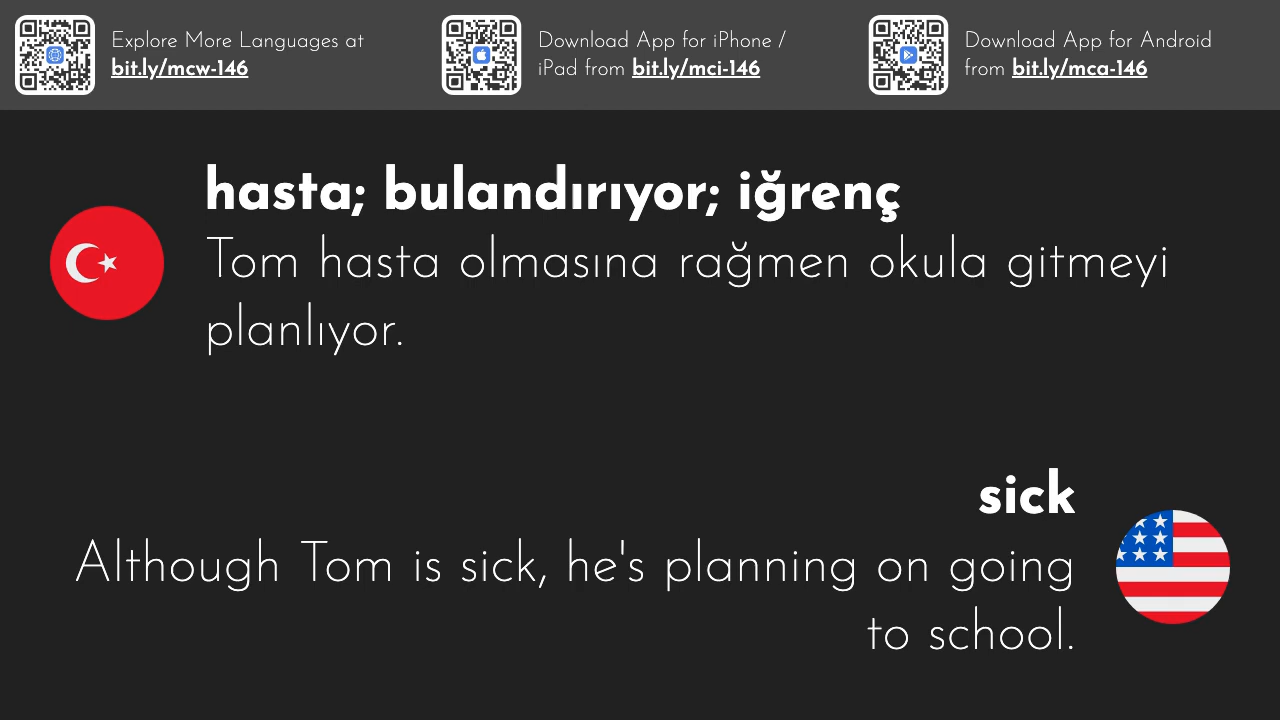 Explore More Languages at
bit.ly/mcw-146
Download App for iPhone /
iPad from bit.ly/mci-146
Download App for Android
from bit.ly/mca-146
hasta; bulandırıyor; iğrenç
Tom hasta olmasına rağmen okula gitmeyi
planlıyor.
sick
Although Tom is sick, he's planning on going
to school.